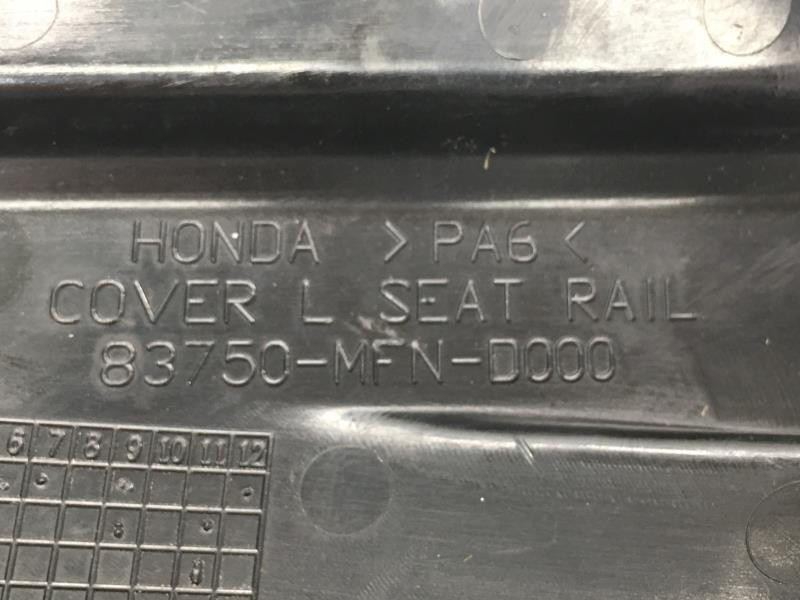 HONDA >PA6<
COVER L SEAT RAIL
83750-MFN-D000
6 7 8 9 10 11 12